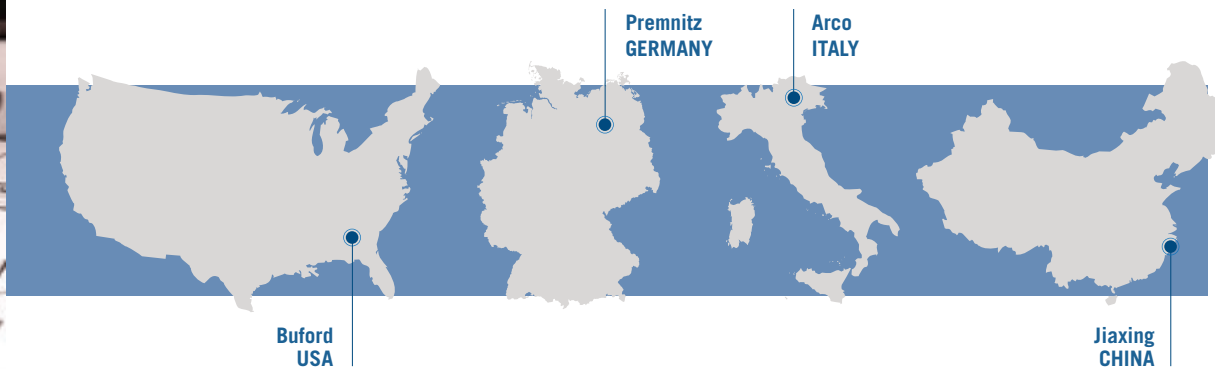 Premnitz
GERMANY
Arco
ITALY
Buford
USA
Jiaxing
CHINA